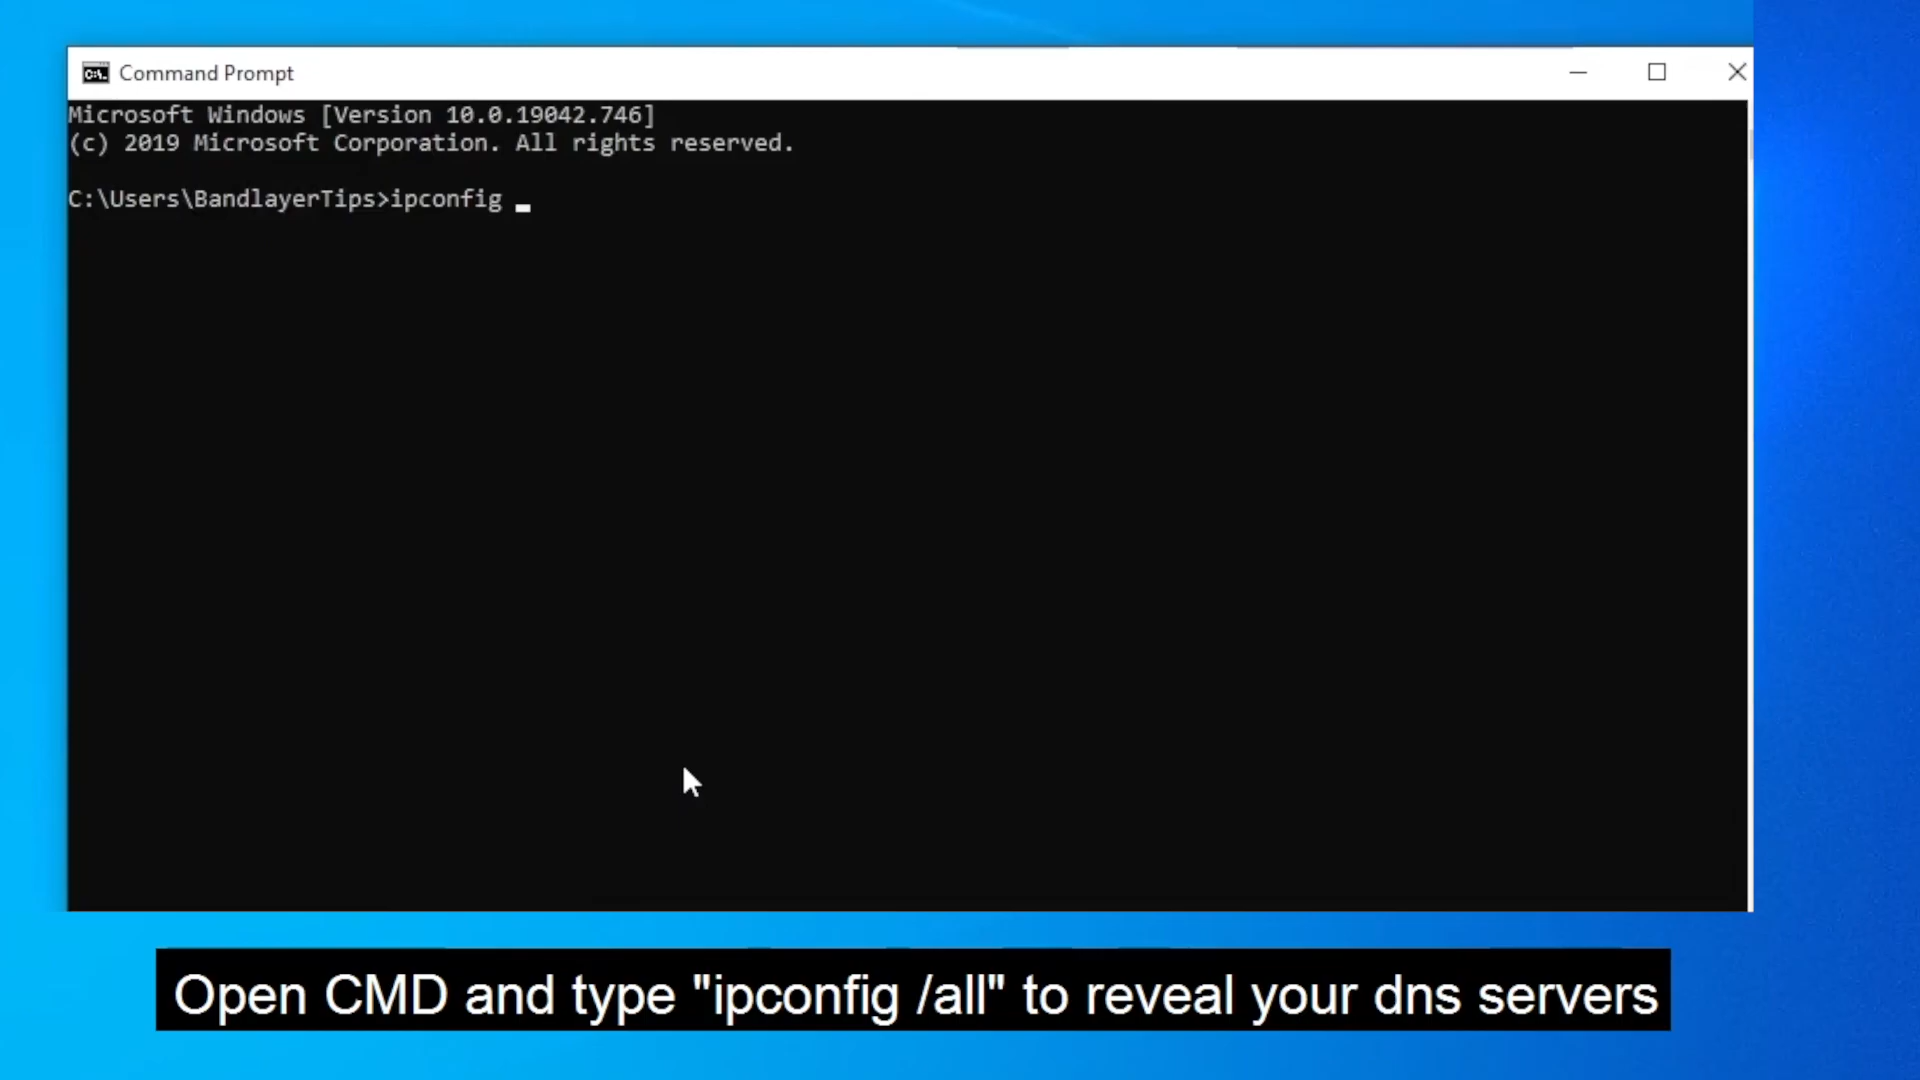 Command Prompt
Microsoft Windows [Version 10.0.19042.746]
(c) 2019 Microsoft Corporation. All rights reserved.
C:\Users\BandlayerTips>ipconfig _
Open CMD and type "ipconfig /all" to reveal your dns servers